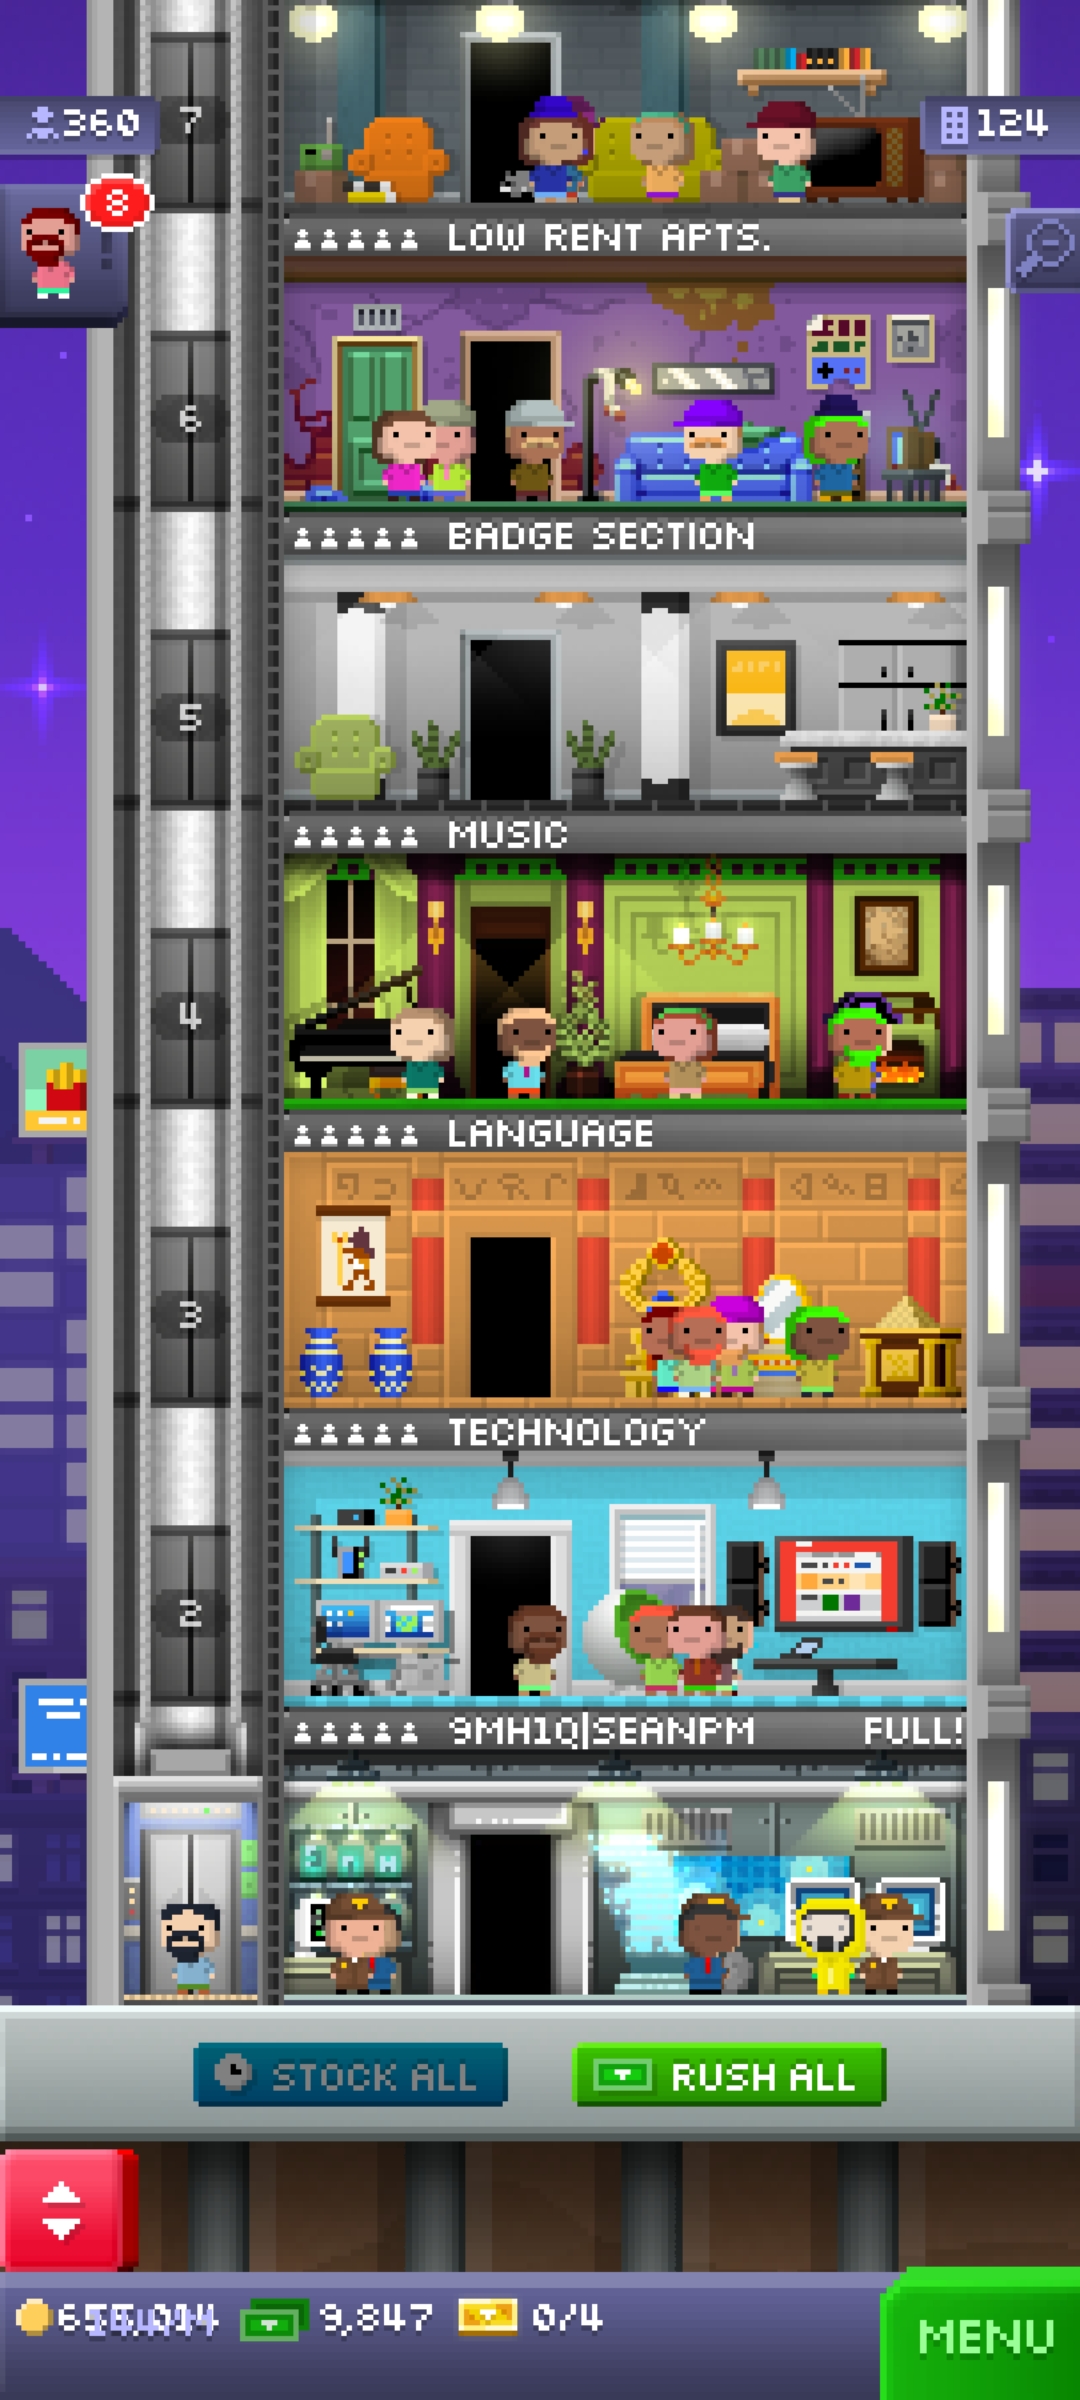 7
360
124
8
LOW RENT APTS.
6
BADGE SECTION
5
MUSIC
4
LANGUAGE
3
TECHNOLOGY
2
9MH1Q|SEANPM FULL!
STOCK ALL
RUSH ALL
9,847
0/4
MENU